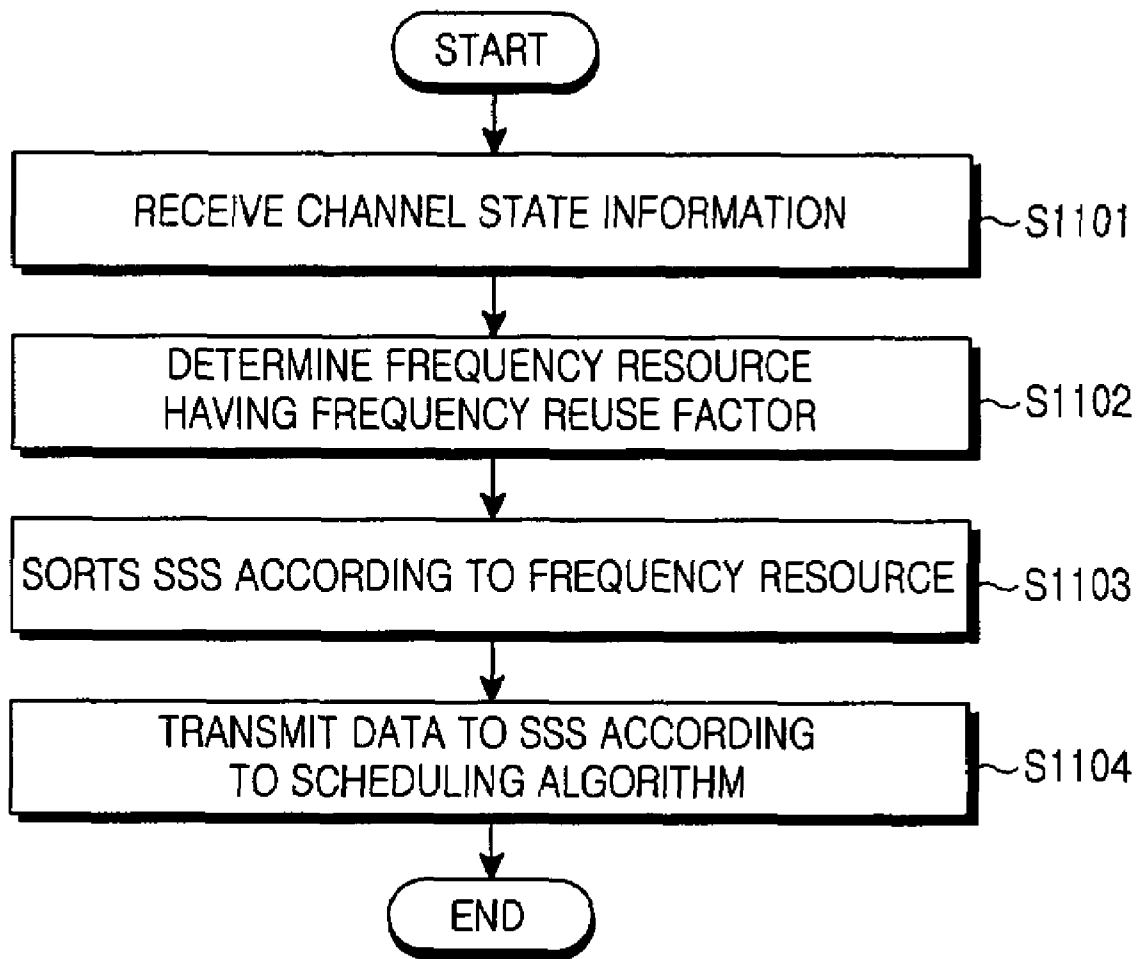 START
RECEIVE CHANNEL STATE INFORMATION
S1101
DETERMINE FREQUENCY RESOURCE
HAVING FREQUENCY REUSE FACTOR
S1102
SORTS SSS ACCORDING TO FREQUENCY RESOURCE
S1103
TRANSMIT DATA TO SSS ACCORDING
TO SCHEDULING ALGORITHM
S1104
END